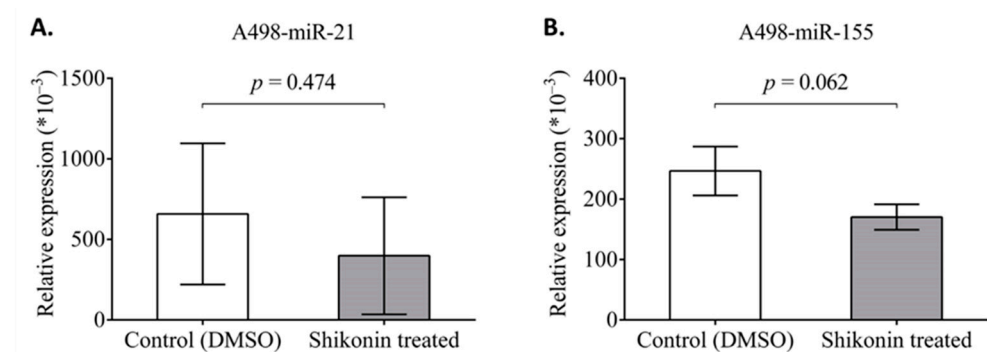 A.
A498-miR-21
Relative expression (*10⁻³)
1500
1000
500
0
p = 0.474
Control (DMSO) Shikonin treated
B.
A498-miR-155
Relative expression (*10⁻³)
400
300
200
100
0
p = 0.062
Control (DMSO) Shikonin treated